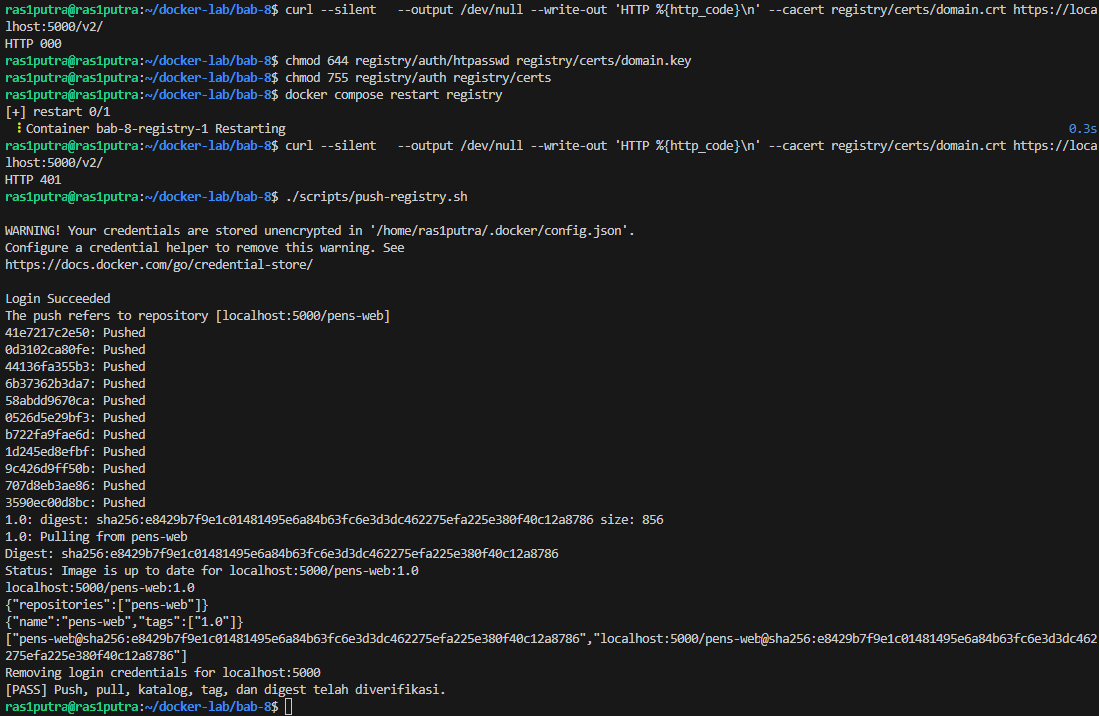 ras1putra@ras1putra:~/docker-lab/bab-8$ curl --silent   --output /dev/null --write-out 'HTTP %{http_code}\n' --cacert registry/certs/domain.crt https://loca
lhost:5000/v2/
HTTP 000
ras1putra@ras1putra:~/docker-lab/bab-8$ chmod 644 registry/auth/htpasswd registry/certs/domain.key
ras1putra@ras1putra:~/docker-lab/bab-8$ chmod 755 registry/auth registry/certs
ras1putra@ras1putra:~/docker-lab/bab-8$ docker compose restart registry
[+] restart 0/1
⠸ Container bab-8-registry-1 Restarting 0.3s
ras1putra@ras1putra:~/docker-lab/bab-8$ curl --silent   --output /dev/null --write-out 'HTTP %{http_code}\n' --cacert registry/certs/domain.crt https://loca
lhost:5000/v2/
HTTP 401
ras1putra@ras1putra:~/docker-lab/bab-8$ ./scripts/push-registry.sh
WARNING! Your credentials are stored unencrypted in '/home/ras1putra/.docker/config.json'.
Configure a credential helper to remove this warning. See
https://docs.docker.com/go/credential-store/
Login Succeeded
The push refers to repository [localhost:5000/pens-web]
41e7217c2e50: Pushed
0d3102ca80fe: Pushed
44136fa355b3: Pushed
6b37362b3da7: Pushed
58abdd9670ca: Pushed
0526d5e29bf3: Pushed
b722fa9fae6d: Pushed
1d245ed8efbf: Pushed
9c426d9ff50b: Pushed
707d8eb3ae86: Pushed
3590ec00d8bc: Pushed
1.0: digest: sha256:e8429b7f9e1c01481495e6a84b63fc6e3d3dc462275efa225e380f40c12a8786 size: 856
1.0: Pulling from pens-web
Digest: sha256:e8429b7f9e1c01481495e6a84b63fc6e3d3dc462275efa225e380f40c12a8786
Status: Image is up to date for localhost:5000/pens-web:1.0
localhost:5000/pens-web:1.0
{"repositories":["pens-web"]}
{"name":"pens-web","tags":["1.0"]}
["pens-web@sha256:e8429b7f9e1c01481495e6a84b63fc6e3d3dc462275efa225e380f40c12a8786","localhost:5000/pens-web@sha256:e8429b7f9e1c01481495e6a84b63fc6e3d3dc462
275efa225e380f40c12a8786"]
Removing login credentials for localhost:5000
[PASS] Push, pull, katalog, tag, dan digest telah diverifikasi.
ras1putra@ras1putra:~/docker-lab/bab-8$